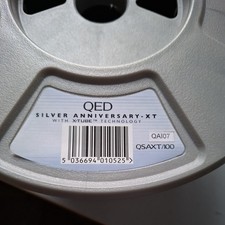 QED
SILVER ANNIVERSARY-XT
WITH X-TUBE™ TECHNOLOGY
QA107
5 036694 010525 >
QSAXT/100